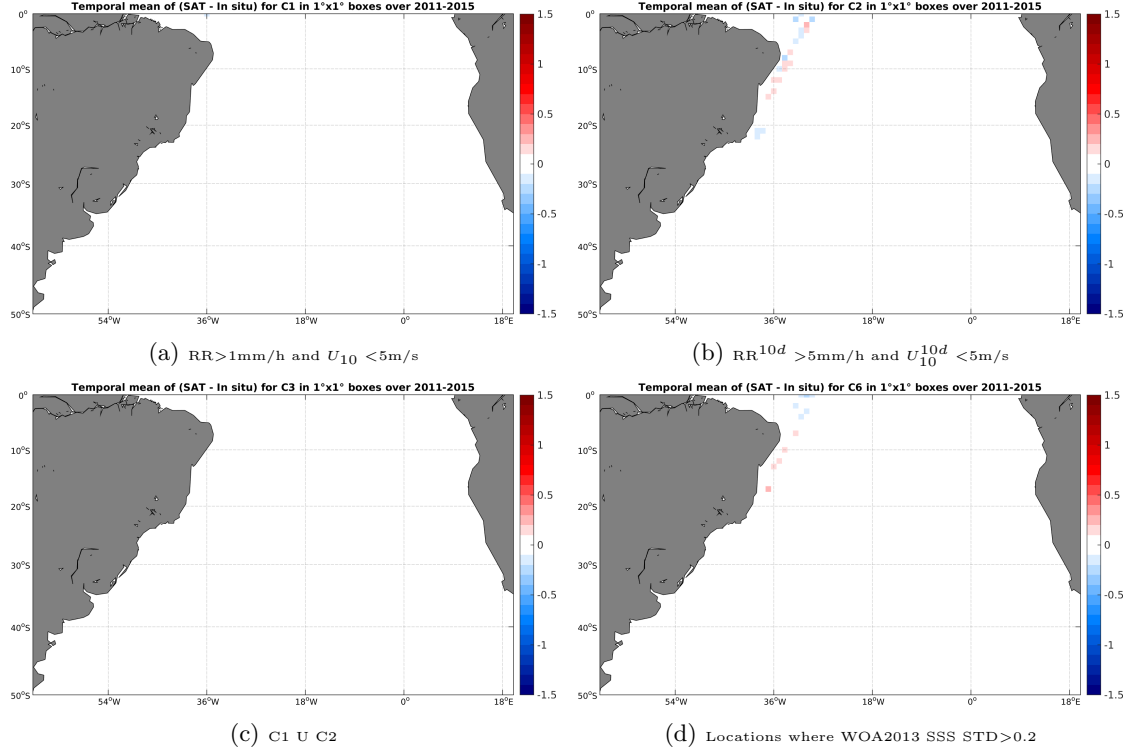 Temporal mean of (SAT - In situ) for C1 in 1°x1° boxes over 2011-2015
0°
10°S
20°S
30°S
40°S
50°S
54°W
36°W
18°W
0°
18°E
1.5
1
0.5
0
-0.5
-1
-1.5
(a) RR>1mm/h and U10 <5m/s
Temporal mean of (SAT - In situ) for C2 in 1°x1° boxes over 2011-2015
0°
10°S
20°S
30°S
40°S
50°S
54°W
36°W
18°W
0°
18°E
1.5
1
0.5
0
-0.5
-1
-1.5
(b) RR^10d >5mm/h and U10^10d <5m/s
Temporal mean of (SAT - In situ) for C3 in 1°x1° boxes over 2011-2015
0°
10°S
20°S
30°S
40°S
50°S
54°W
36°W
18°W
0°
18°E
1.5
1
0.5
0
-0.5
-1
-1.5
(c) C1 U C2
Temporal mean of (SAT - In situ) for C6 in 1°x1° boxes over 2011-2015
0°
10°S
20°S
30°S
40°S
50°S
54°W
36°W
18°W
0°
18°E
1.5
1
0.5
0
-0.5
-1
-1.5
(d) Locations where WOA2013 SSS STD>0.2